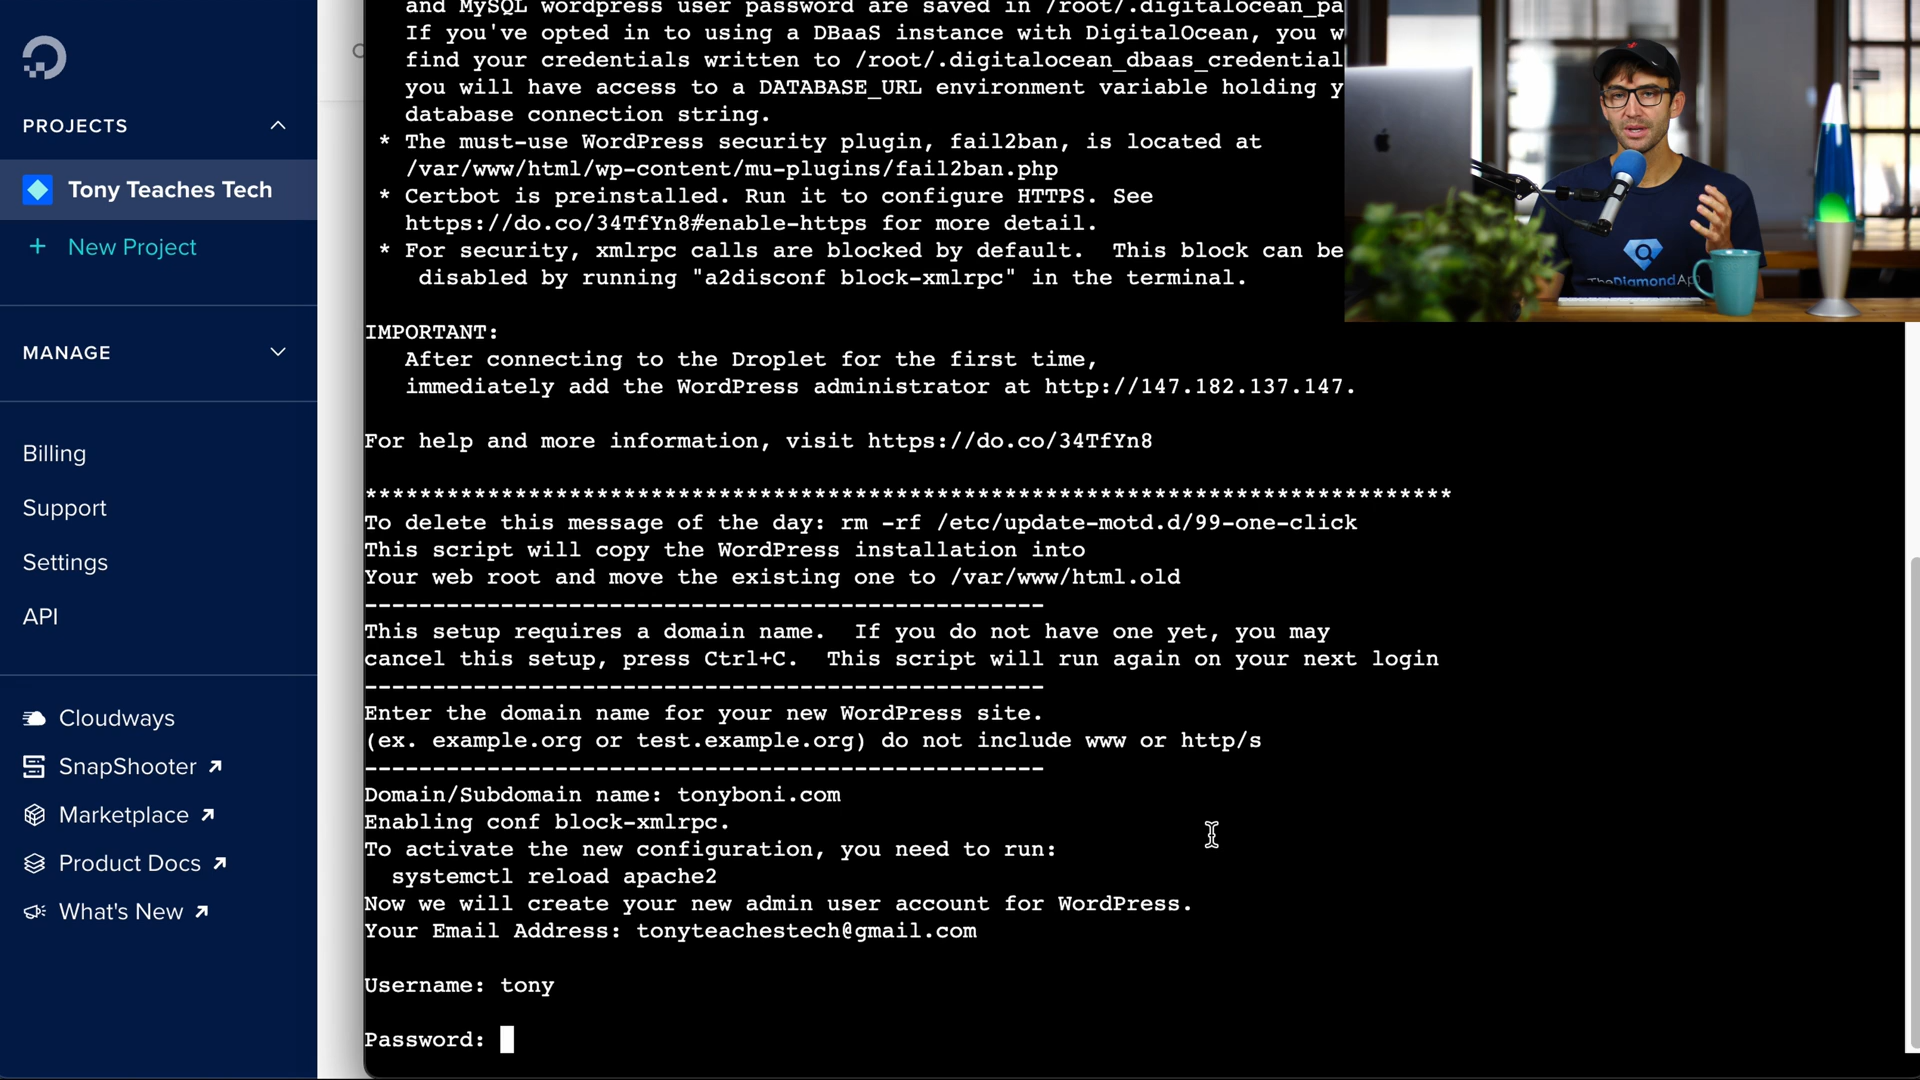 PROJECTS
Tony Teaches Tech
+ New Project
MANAGE
Billing
Support
Settings
API
Cloudways
SnapShooter
Marketplace
Product Docs
What's New
and MySQL wordpress user password are saved in /root/.digitalocean_pa
If you've opted in to using a DBaaS instance with DigitalOcean, you w
find your credentials written to /root/.digitalocean_dbaas_credential
you will have access to a DATABASE_URL environment variable holding y
database connection string.
* The must-use WordPress security plugin, fail2ban, is located at
/var/www/html/wp-content/mu-plugins/fail2ban.php
* Certbot is preinstalled. Run it to configure HTTPS. See
https://do.co/34TfYn8#enable-https for more detail.
* For security, xmlrpc calls are blocked by default.  This block can be
disabled by running "a2disconf block-xmlrpc" in the terminal.
IMPORTANT:
After connecting to the Droplet for the first time,
immediately add the WordPress administrator at http://147.182.137.147.
For help and more information, visit https://do.co/34TfYn8
********************************************************************************
To delete this message of the day: rm -rf /etc/update-motd.d/99-one-click
This script will copy the WordPress installation into
Your web root and move the existing one to /var/www/html.old
--------------------------------------------------
This setup requires a domain name.  If you do not have one yet, you may
cancel this setup, press Ctrl+C.  This script will run again on your next login
--------------------------------------------------
Enter the domain name for your new WordPress site.
(ex. example.org or test.example.org) do not include www or http/s
--------------------------------------------------
Domain/Subdomain name: tonyboni.com
Enabling conf block-xmlrpc.
To activate the new configuration, you need to run:
systemctl reload apache2
Now we will create your new admin user account for WordPress.
Your Email Address: tonyteachestech@gmail.com
Username: tony
Password:
TheDiamondAp